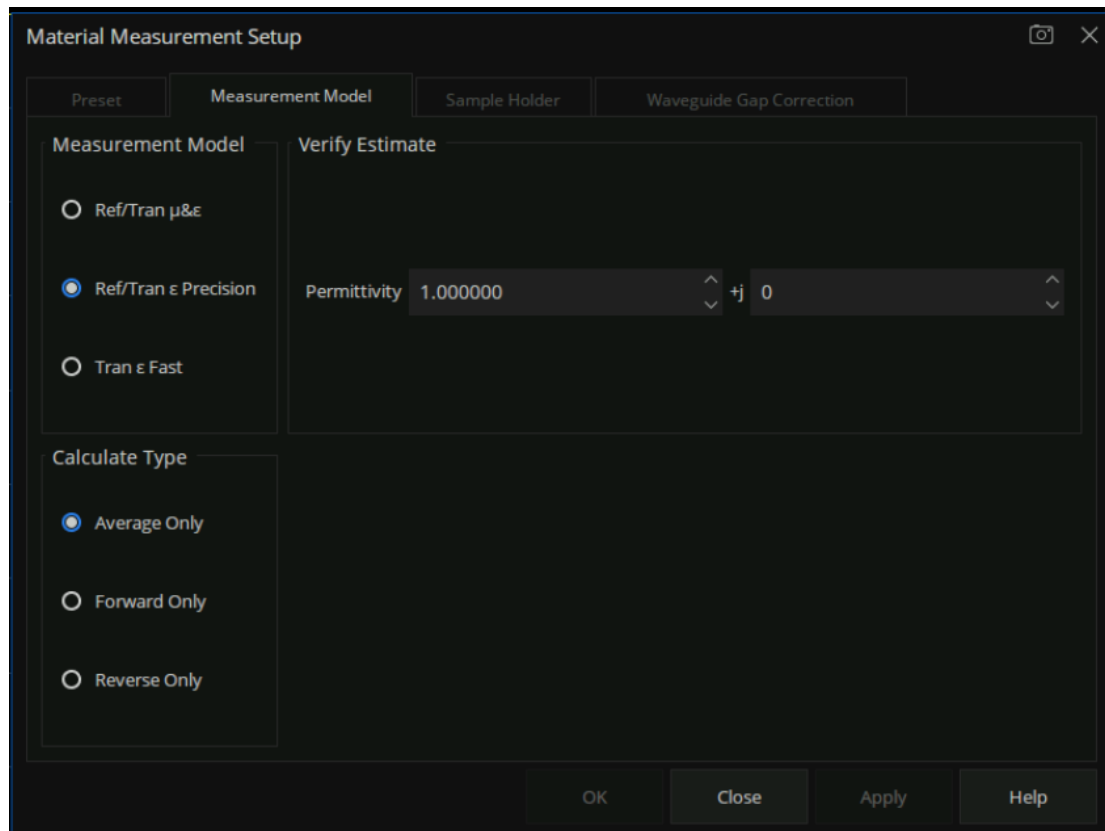 Material Measurement Setup
Preset
Measurement Model
Sample Holder
Waveguide Gap Correction
Measurement Model
Verify Estimate
Ref/Tran μ&ε
Ref/Tran ε Precision
Permittivity 1.000000 +j 0
Tran ε Fast
Calculate Type
Average Only
Forward Only
Reverse Only
OK
Close
Apply
Help